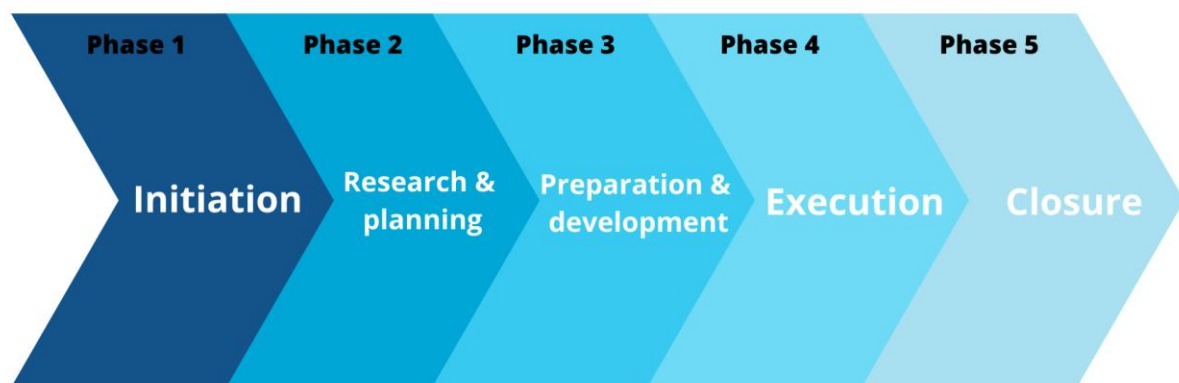 Phase 1
Phase 2
Phase 3
Phase 4
Phase 5
Initiation
Research &
planning
Preparation &
development
Execution
Closure